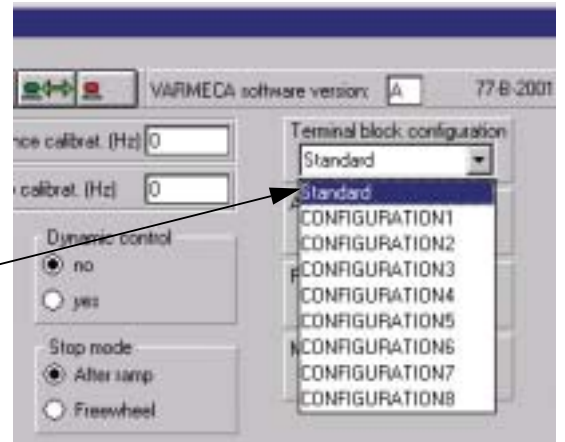 VARMECA software version: A 77-B-2001
nce calibrat. (Hz) 0
calibrat. (Hz) 0
Terminal block configuration
Standard
Standard
CONFIGURATION1
CONFIGURATION2
CONFIGURATION3
CONFIGURATION4
CONFIGURATION5
CONFIGURATION6
CONFIGURATION7
CONFIGURATION8
Dynamic control
no
yes
Stop mode
After ramp
Freewheel